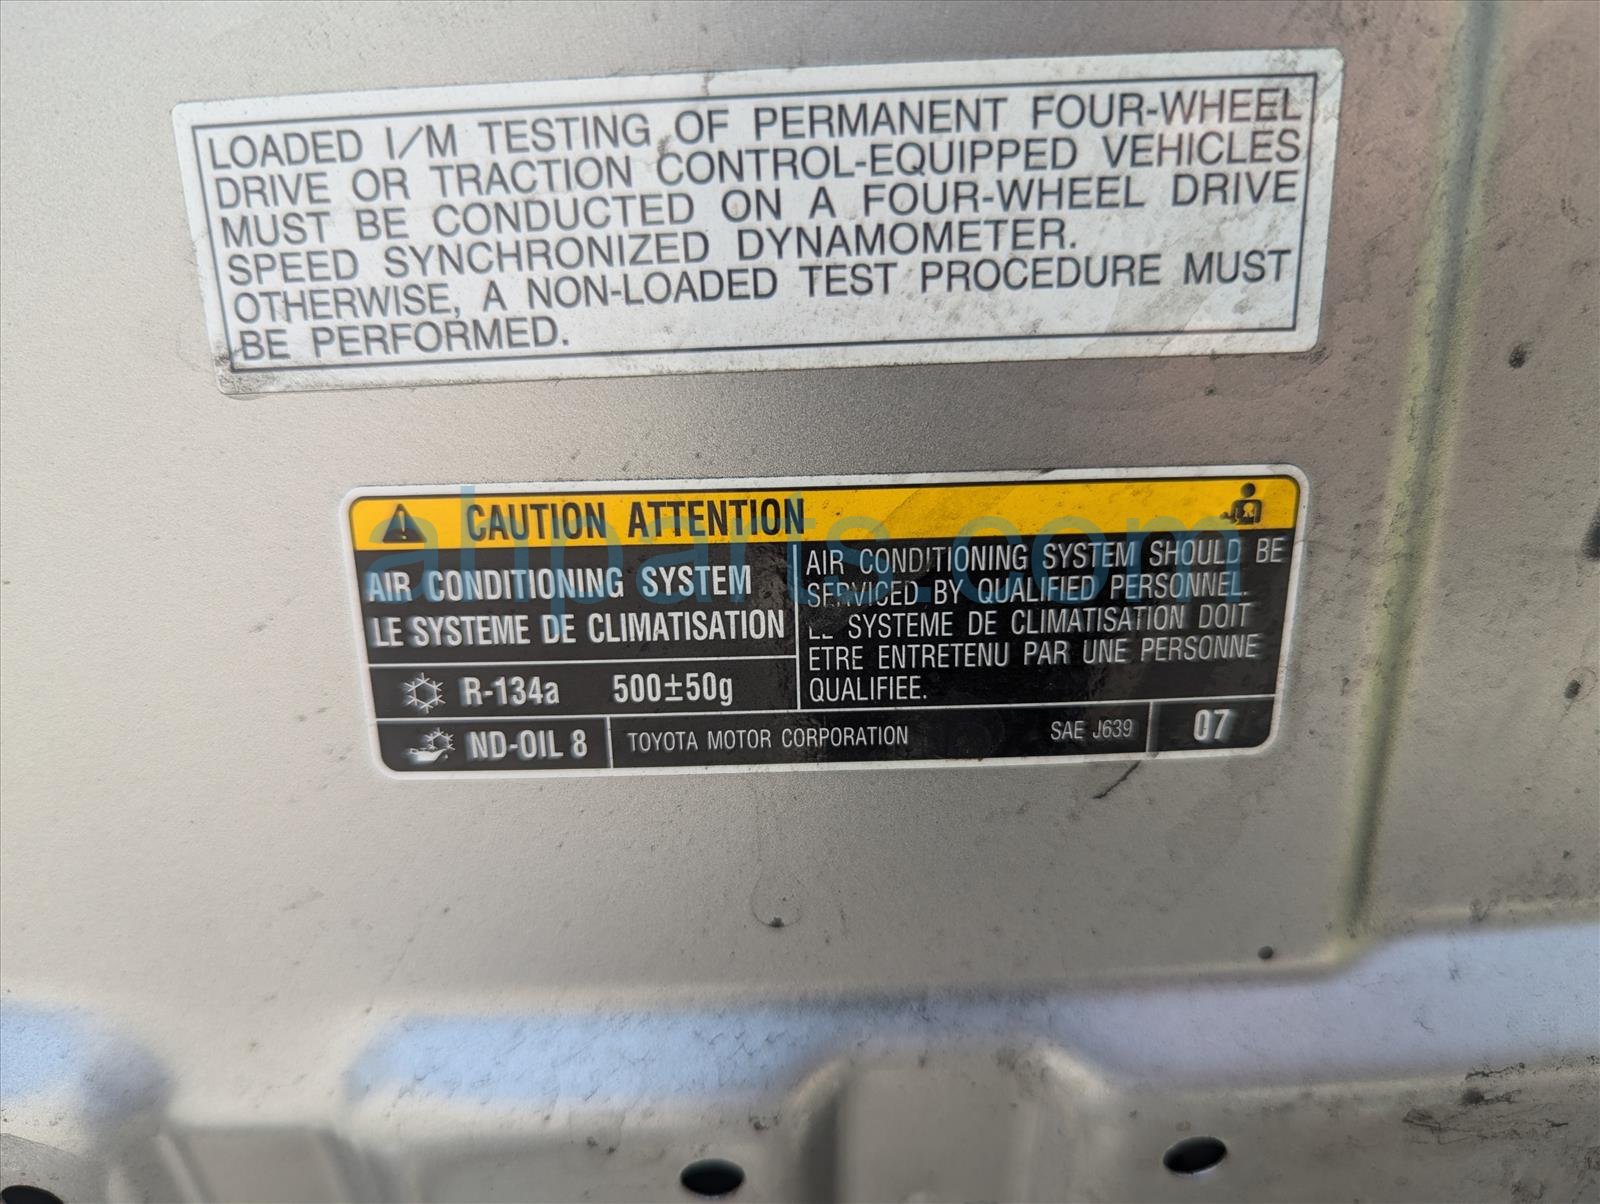 LOADED I/M TESTING OF PERMANENT FOUR-WHEEL
DRIVE OR TRACTION CONTROL-EQUIPPED VEHICLES
MUST BE CONDUCTED ON A FOUR-WHEEL DRIVE
SPEED SYNCHRONIZED DYNAMOMETER.
OTHERWISE, A NON-LOADED TEST PROCEDURE MUST
BE PERFORMED.
CAUTION ATTENTION
AIR CONDITIONING SYSTEM
LE SYSTEME DE CLIMATISATION
R-134a 500±50g
AIR CONDITIONING SYSTEM SHOULD BE
SERVICED BY QUALIFIED PERSONNEL.
LE SYSTEME DE CLIMATISATION DOIT
ETRE ENTRETENU PAR UNE PERSONNE
QUALIFIEE.
ND-OIL 8 TOYOTA MOTOR CORPORATION SAE J639 07
ahparts.com